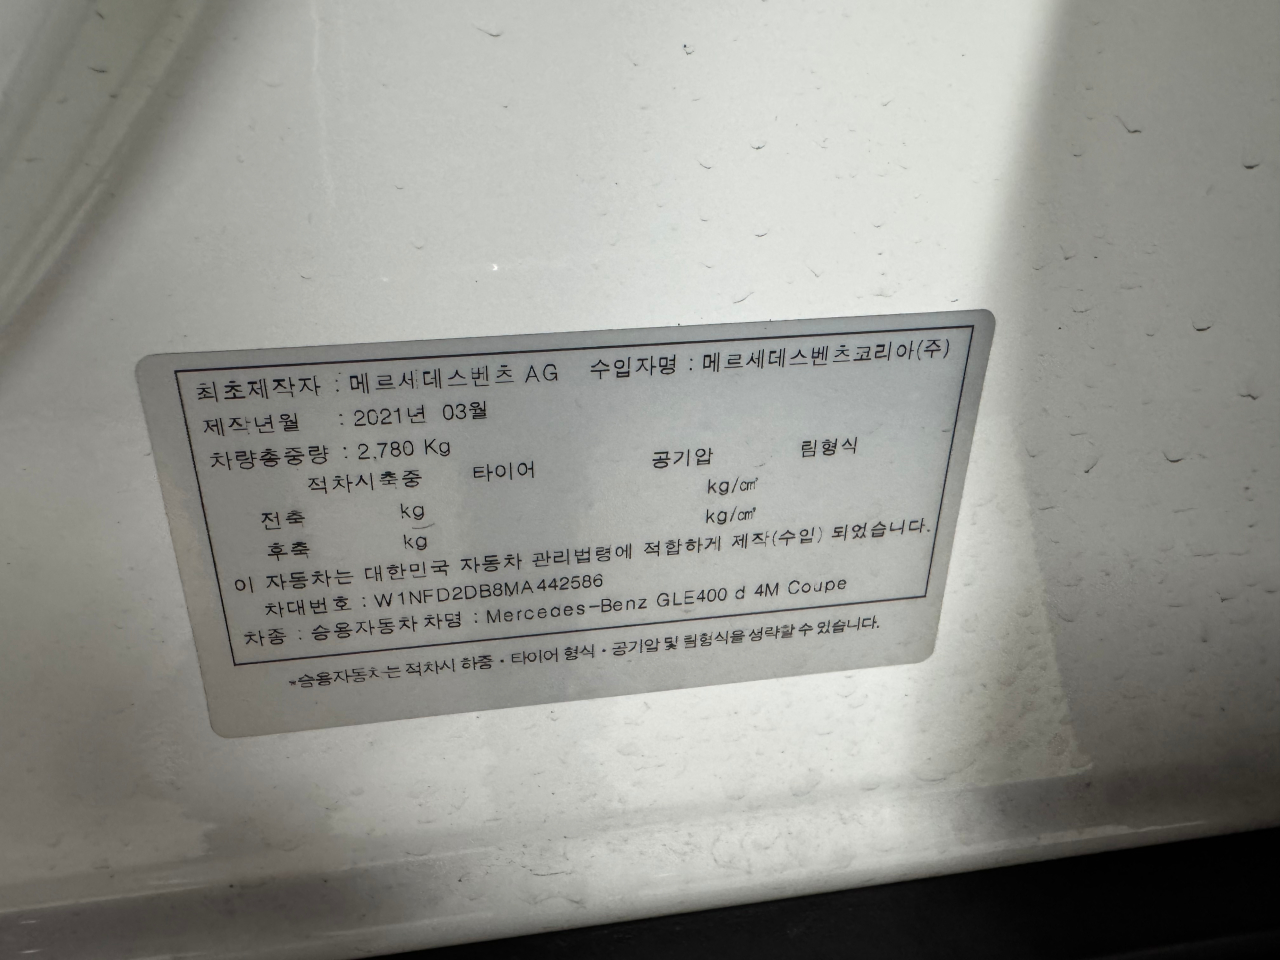 최초제작자 : 메르세데스벤츠 AG 수입자명 : 메르세데스벤츠코리아(주)
제작년월 : 2021년 03월
차량총중량 : 2.780 Kg
적차시축중 타이어 공기압 림형식
전축 kg kg/㎠
후축 kg kg/㎠
이 자동차는 대한민국 자동차 관리법령에 적합하게 제작(수입) 되었습니다.
차대번호 : W1NFD2DB8MA442586
차종 : 승용자동차 차명 : Mercedes-Benz GLE400 d 4M Coupe
*승용자동차는 적차시 하중·타이어 형식·공기압 및 림형식을 생략할 수 있습니다.